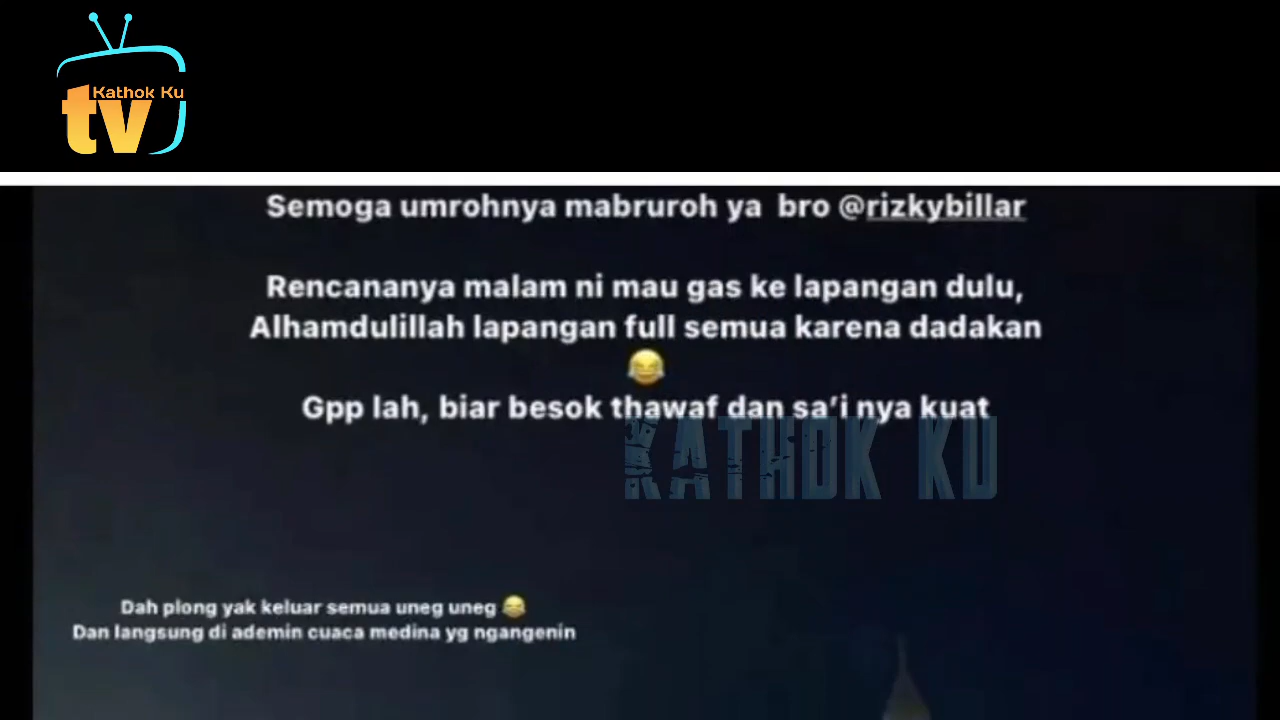 Kathok Ku
tv
Semoga umrohnya mabruroh ya bro @rizkybillar
Rencananya malam ni mau gas ke lapangan dulu,
Alhamdulillah lapangan full semua karena dadakan
😂
Gpp lah, biar besok thawaf dan sa’i nya kuat
KATHOK KU
Dah plong yak keluar semua uneg uneg 😂
Dan langsung di ademin cuaca medina yg ngangenin